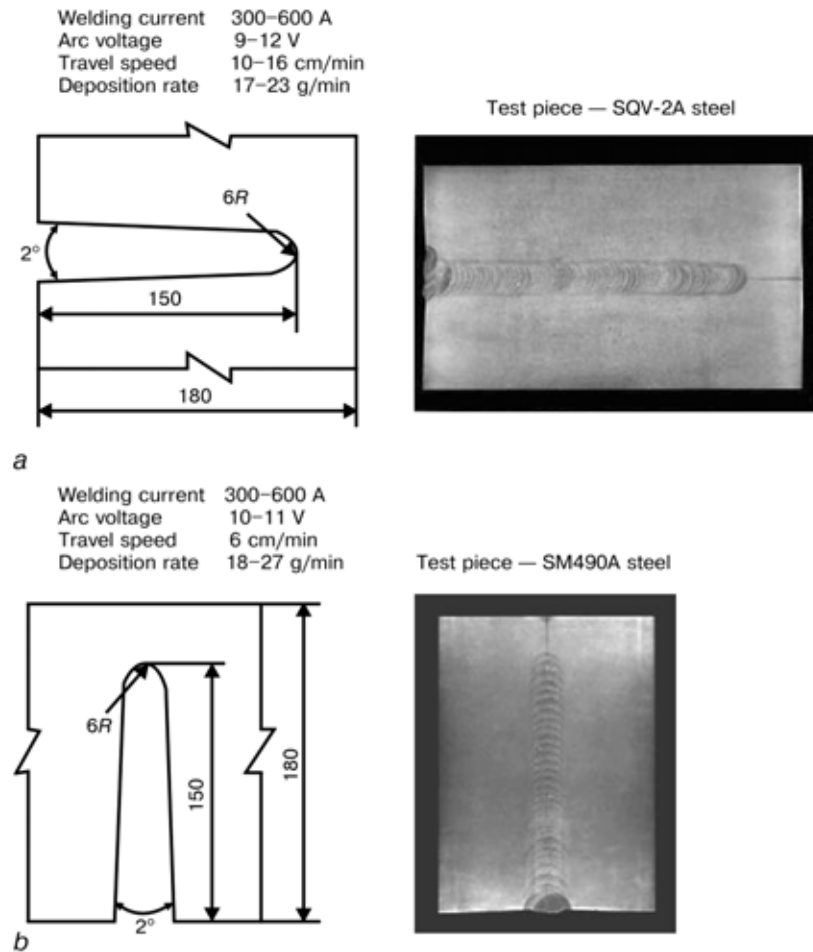 Welding current 300–600 A
Arc voltage 9–12 V
Travel speed 10–16 cm/min
Deposition rate 17–23 g/min
Test piece — SQV-2A steel
6R
2°
150
180
a
Welding current 300–600 A
Arc voltage 10–11 V
Travel speed 6 cm/min
Deposition rate 18–27 g/min
Test piece — SM490A steel
6R
150
180
2°
b